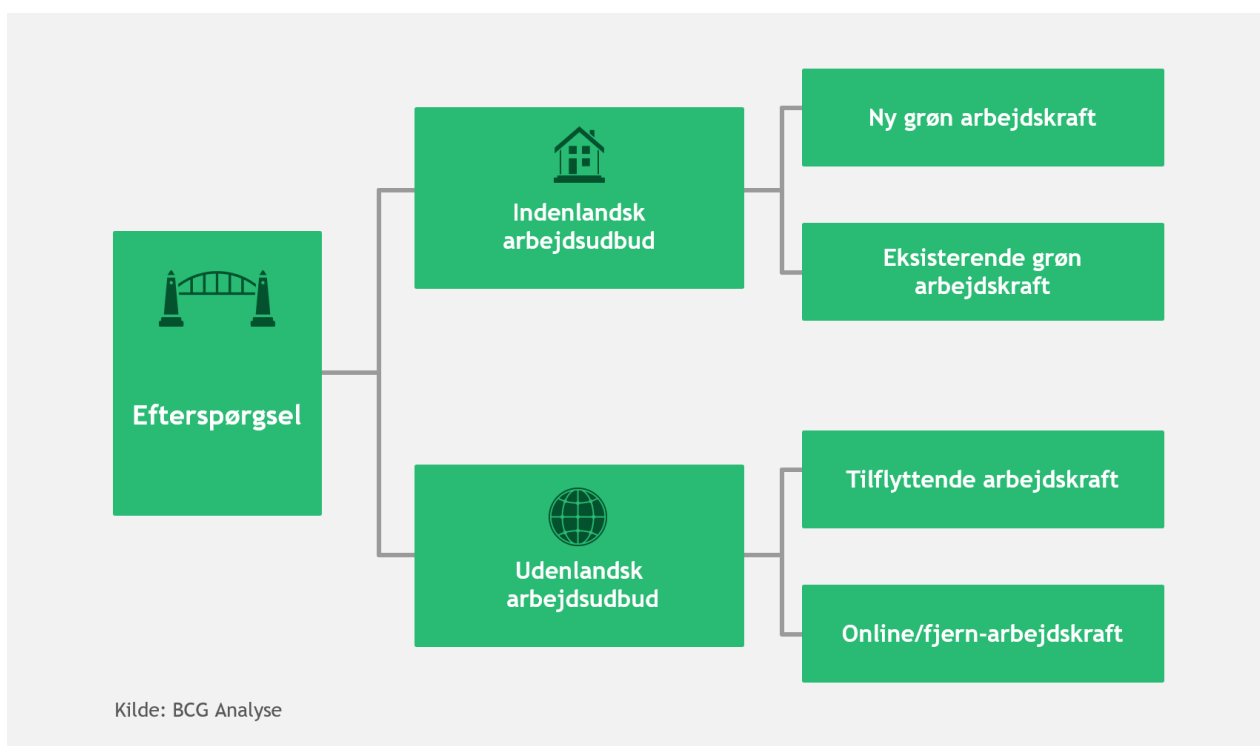 Efterspørgsel
Indenlandsk
arbejdsudbud
Ny grøn arbejdskraft
Eksisterende grøn
arbejdskraft
Udenlandsk
arbejdsudbud
Tilflyttende arbejdskraft
Online/fjern-arbejdskraft
Kilde: BCG Analyse